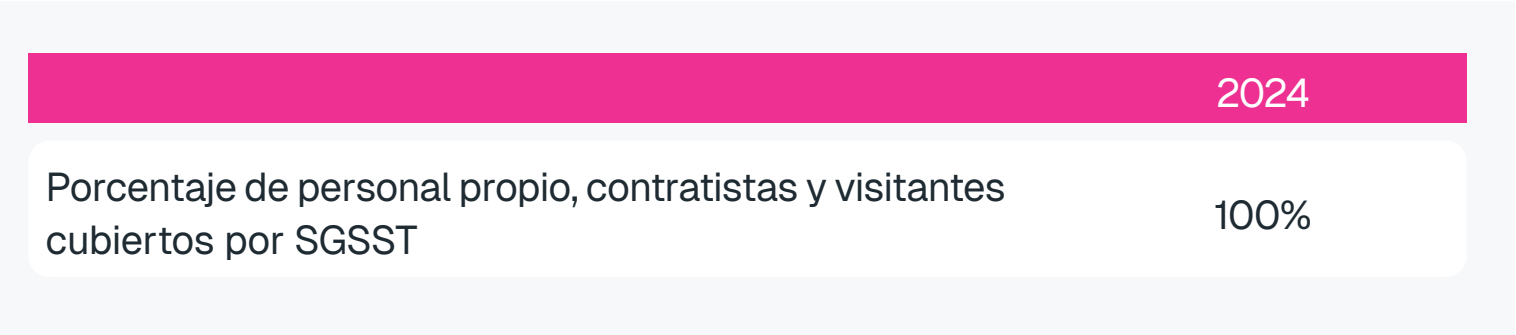 2024
Porcentaje de personal propio, contratistas y visitantes
cubiertos por SGSST
100%